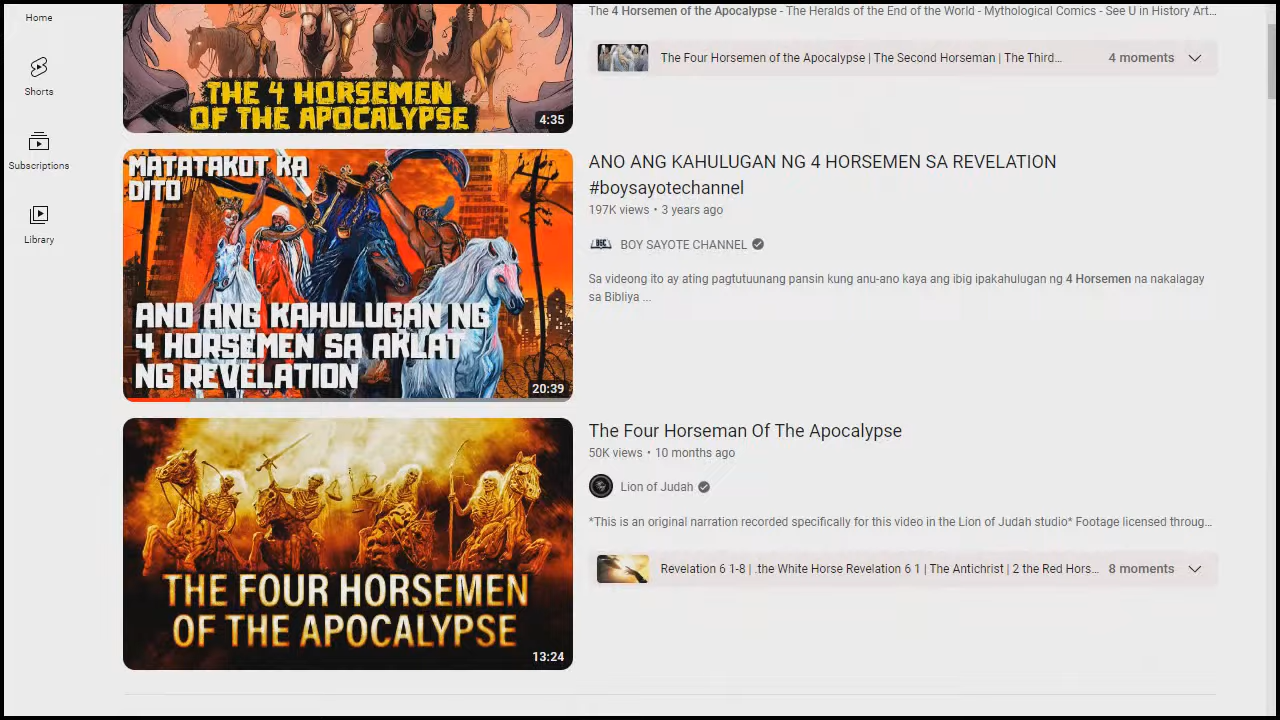 Home
Shorts
Subscriptions
Library
THE 4 HORSEMEN
OF THE APOCALYPSE
4:35
The 4 Horsemen of the Apocalypse - The Heralds of the End of the World - Mythological Comics - See U in History Art...
The Four Horsemen of the Apocalypse | The Second Horseman | The Third...
4 moments
MATATAKOT KA
DITO
ANO ANG KAHULUGAN NG
4 HORSEMEN SA AKLAT
NG REVELATION
20:39
ANO ANG KAHULUGAN NG 4 HORSEMEN SA REVELATION
#boysayotechannel
197K views • 3 years ago
BOY SAYOTE CHANNEL
Sa videong ito ay ating pagtutuunang pansin kung anu-ano kaya ang ibig ipakahulugan ng 4 Horsemen na nakalagay
sa Bibliya ...
THE FOUR HORSEMEN
OF THE APOCALYPSE
13:24
The Four Horseman Of The Apocalypse
50K views • 10 months ago
Lion of Judah
*This is an original narration recorded specifically for this video in the Lion of Judah studio* Footage licensed throug...
Revelation 6 1-8 | .the White Horse Revelation 6 1 | The Antichrist | 2 the Red Hors...
8 moments